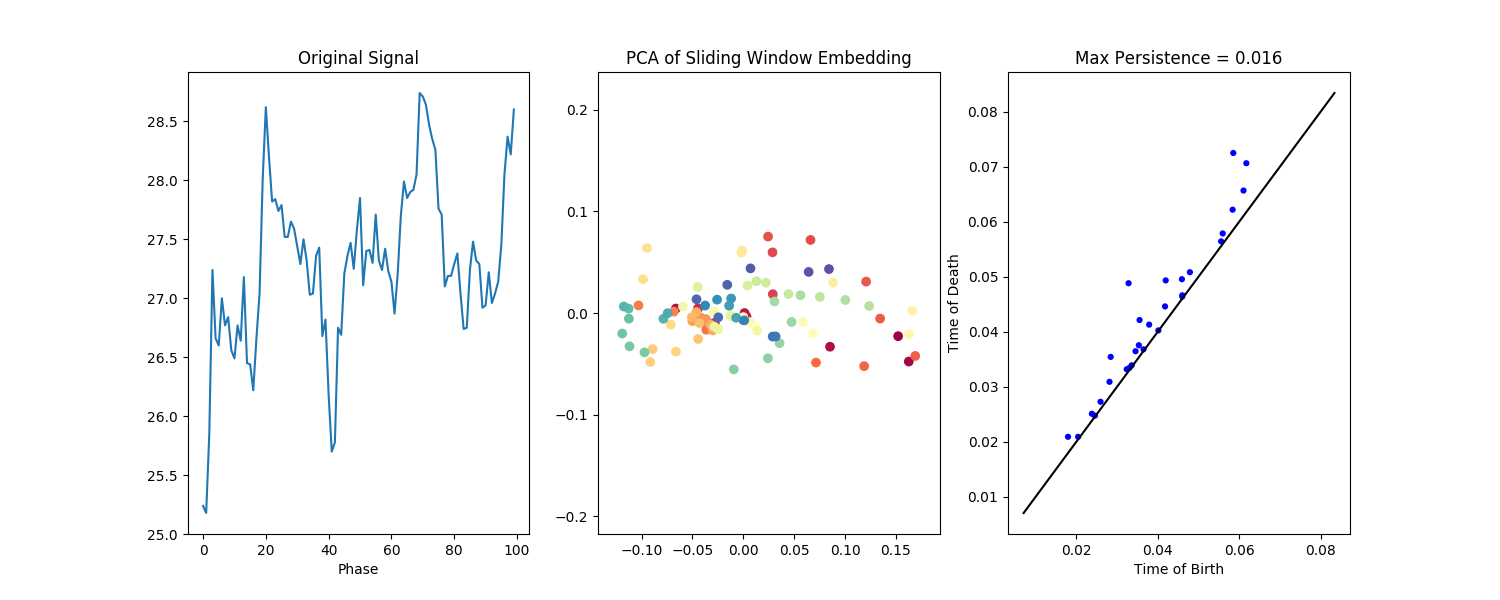 Original Signal
28.5
28.0
27.5
27.0
26.5
26.0
25.5
25.0
0 20 40 60 80 100
Phase
PCA of Sliding Window Embedding
0.2
0.1
0.0
−0.1
−0.2
−0.10 −0.05 0.00 0.05 0.10 0.15
Max Persistence = 0.016
Time of Death
0.08
0.07
0.06
0.05
0.04
0.03
0.02
0.01
0.02 0.04 0.06 0.08
Time of Birth